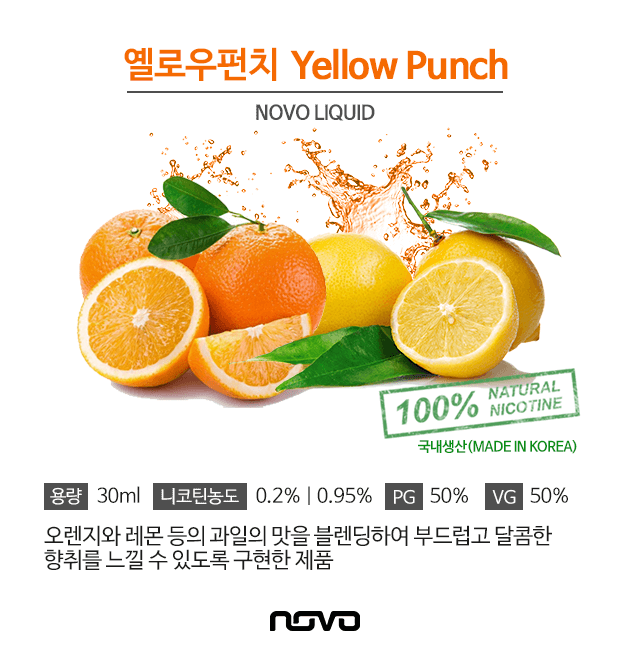 옐로우펀치 Yellow Punch
NOVO LIQUID
100% NATURAL NICOTINE
국내생산(MADE IN KOREA)
용량 30ml 니코틴농도 0.2% | 0.95% PG 50% VG 50%
오렌지와 레몬 등의 과일의 맛을 블렌딩하여 부드럽고 달콤한
향취를 느낄 수 있도록 구현한 제품
novo